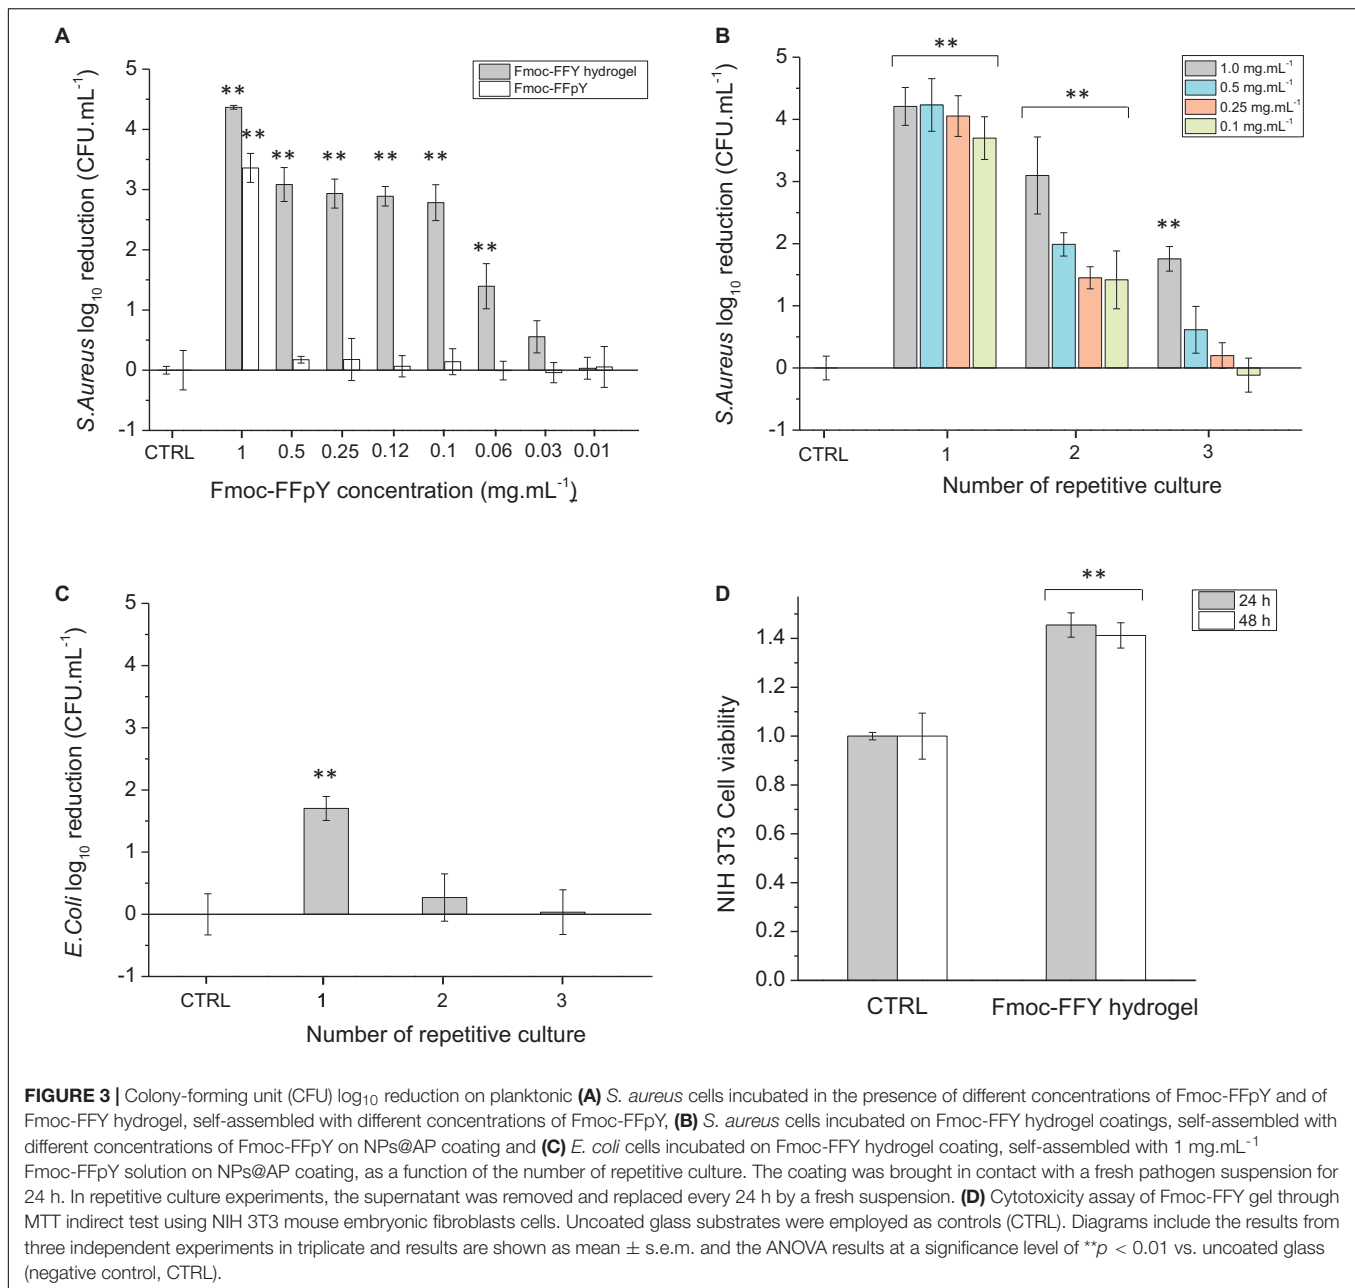 A
S.Aureus log10 reduction (CFU.mL-1)
5
4
3
2
1
0
-1
** ** ** ** ** ** **
Fmoc-FFY hydrogel
Fmoc-FFpY
CTRL 1 0.5 0.25 0.12 0.1 0.06 0.03 0.01
Fmoc-FFpY concentration (mg.mL-1)
B
S.Aureus log10 reduction (CFU.mL-1)
5
4
3
2
1
0
-1
** ** **
1.0 mg.mL-1
0.5 mg.mL-1
0.25 mg.mL-1
0.1 mg.mL-1
CTRL 1 2 3
Number of repetitive culture
C
E.Coli log10 reduction (CFU.mL-1)
5
4
3
2
1
0
-1
**
CTRL 1 2 3
Number of repetitive culture
D
NIH 3T3 Cell viability
1.4
1.2
1.0
0.8
0.6
0.4
0.2
0.0
**
24 h
48 h
CTRL Fmoc-FFY hydrogel
FIGURE 3 | Colony-forming unit (CFU) log10 reduction on planktonic (A) S. aureus cells incubated in the presence of different concentrations of Fmoc-FFpY and of
Fmoc-FFY hydrogel, self-assembled with different concentrations of Fmoc-FFpY, (B) S. aureus cells incubated on Fmoc-FFY hydrogel coatings, self-assembled with
different concentrations of Fmoc-FFpY on NPs@AP coating and (C) E. coli cells incubated on Fmoc-FFY hydrogel coating, self-assembled with 1 mg.mL-1
Fmoc-FFpY solution on NPs@AP coating, as a function of the number of repetitive culture. The coating was brought in contact with a fresh pathogen suspension for
24 h. In repetitive culture experiments, the supernatant was removed and replaced every 24 h by a fresh suspension. (D) Cytotoxicity assay of Fmoc-FFY gel through
MTT indirect test using NIH 3T3 mouse embryonic fibroblasts cells. Uncoated glass substrates were employed as controls (CTRL). Diagrams include the results from
three independent experiments in triplicate and results are shown as mean ± s.e.m. and the ANOVA results at a significance level of **p < 0.01 vs. uncoated glass
(negative control, CTRL).